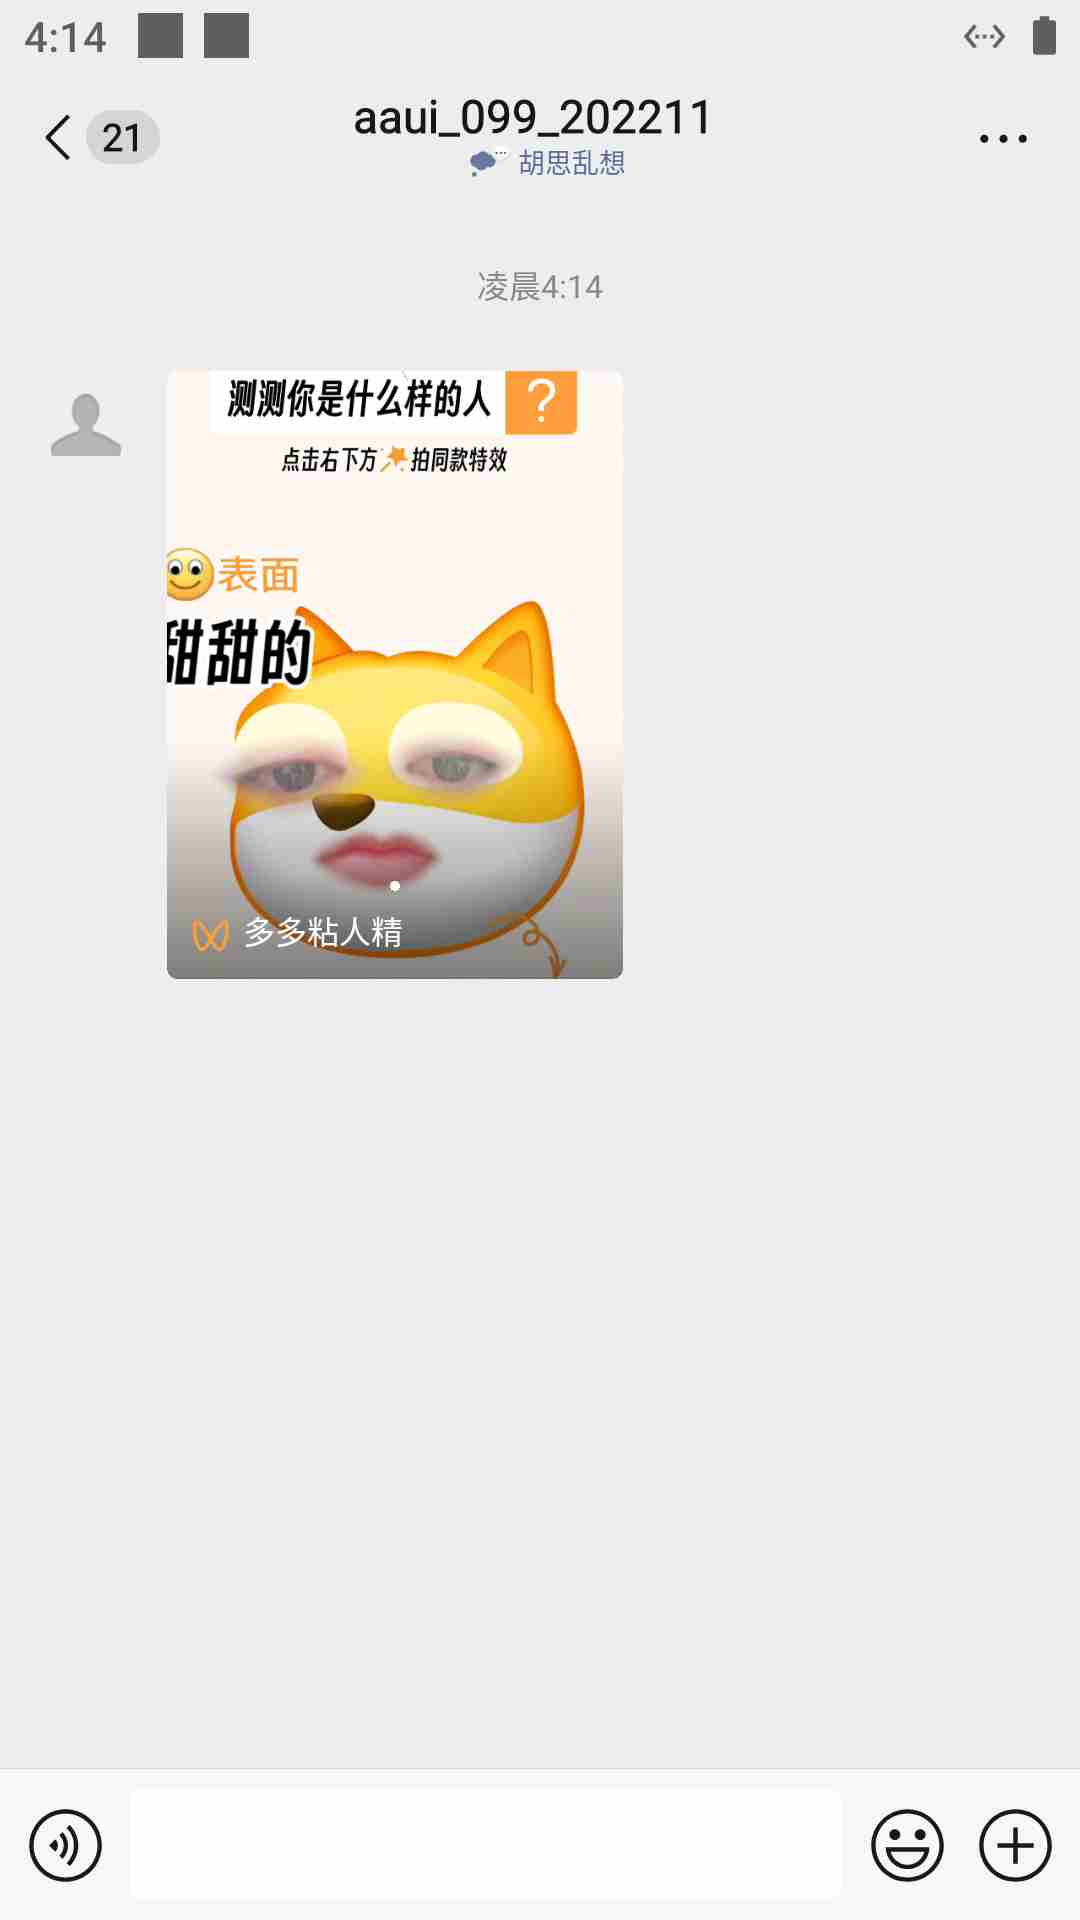 4:14
21
aaui_099_202211
胡思乱想
凌晨4:14
测测你是什么样的人 ?
点击右下方 拍同款特效
表面
甜甜的
多多粘人精